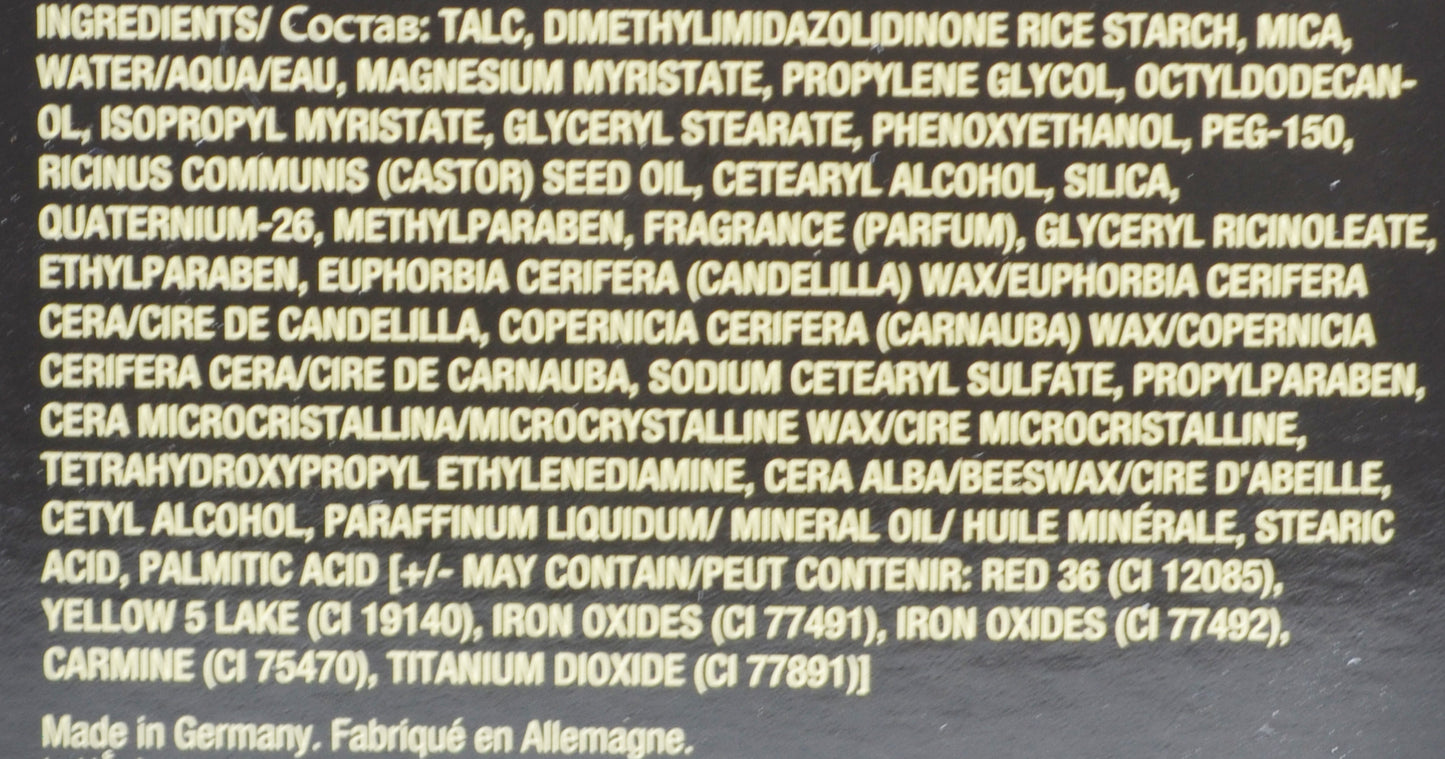 INGREDIENTS/ Состав: TALC, DIMETHYLIMIDAZOLIDINONE RICE STARCH, MICA,
WATER/AQUA/EAU, MAGNESIUM MYRISTATE, PROPYLENE GLYCOL, OCTYLDODECAN-
OL, ISOPROPYL MYRISTATE, GLYCERYL STEARATE, PHENOXYETHANOL, PEG-150,
RICINUS COMMUNIS (CASTOR) SEED OIL, CETEARYL ALCOHOL, SILICA,
QUATERNIUM-26, METHYLPARABEN, FRAGRANCE (PARFUM), GLYCERYL RICINOLEATE,
ETHYLPARABEN, EUPHORBIA CERIFERA (CANDELILLA) WAX/EUPHORBIA CERIFERA
CERA/CIRE DE CANDELILLA, COPERNICIA CERIFERA (CARNAUBA) WAX/COPERNICIA
CERIFERA CERA/CIRE DE CARNAUBA, SODIUM CETEARYL SULFATE, PROPYLPARABEN,
CERA MICROCRISTALLINA/MICROCRYSTALLINE WAX/CIRE MICROCRISTALLINE,
TETRAHYDROXYPROPYL ETHYLENEDIAMINE, CERA ALBA/BEESWAX/CIRE D'ABEILLE,
CETYL ALCOHOL, PARAFFINUM LIQUIDUM/ MINERAL OIL/ HUILE MINÉRALE, STEARIC
ACID, PALMITIC ACID [+/- MAY CONTAIN/PEUT CONTENIR: RED 36 (CI 12085),
YELLOW 5 LAKE (CI 19140), IRON OXIDES (CI 77491), IRON OXIDES (CI 77492),
CARMINE (CI 75470), TITANIUM DIOXIDE (CI 77891)]
Made in Germany. Fabriqué en Allemagne.